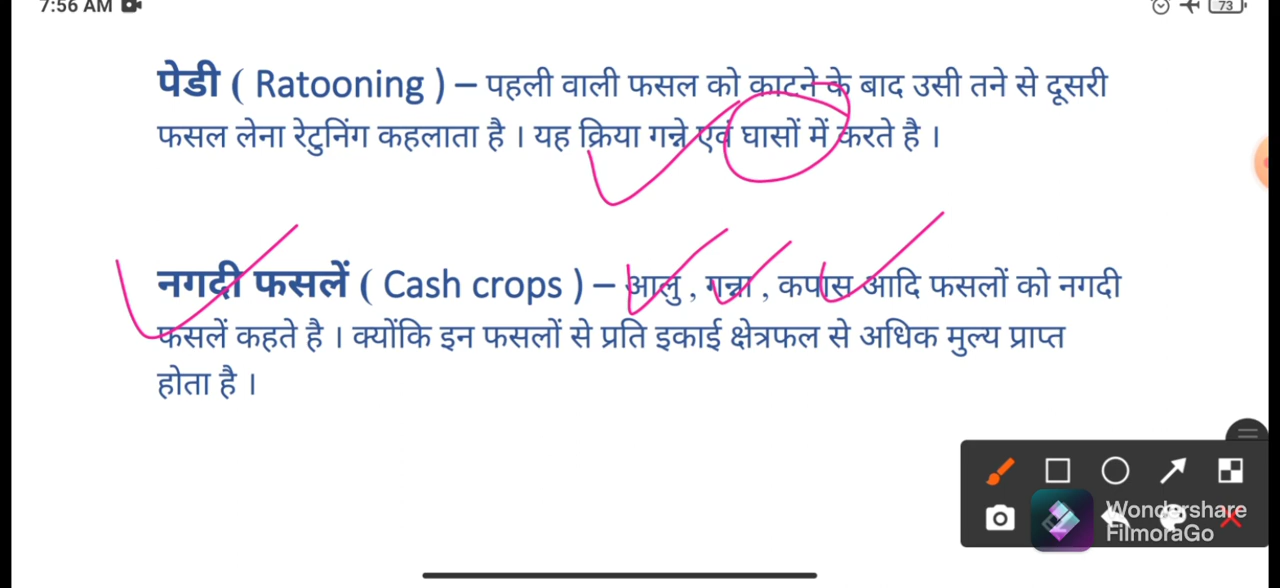 7:56 AM
73
पेडी ( Ratooning ) – पहली वाली फसल को काटने के बाद उसी तने से दूसरी
फसल लेना रेटुनिंग कहलाता है । यह क्रिया गन्ने एवं घासों में करते है ।
नगदी फसलें ( Cash crops ) – आलु , गन्ना , कपास आदि फसलों को नगदी
फसलें कहते है । क्योंकि इन फसलों से प्रति इकाई क्षेत्रफल से अधिक मुल्य प्राप्त
होता है ।
Wondershare
FilmoraGo